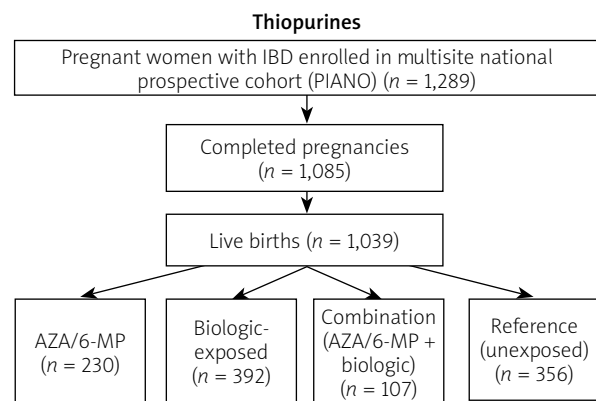 Thiopurines
Pregnant women with IBD enrolled in multisite national
prospective cohort (PIANO) (n = 1,289)
Completed pregnancies
(n = 1,085)
Live births (n = 1,039)
AZA/6-MP
(n = 230)
Biologic-
exposed
(n = 392)
Combination
(AZA/6-MP +
biologic)
(n = 107)
Reference
(unexposed)
(n = 356)